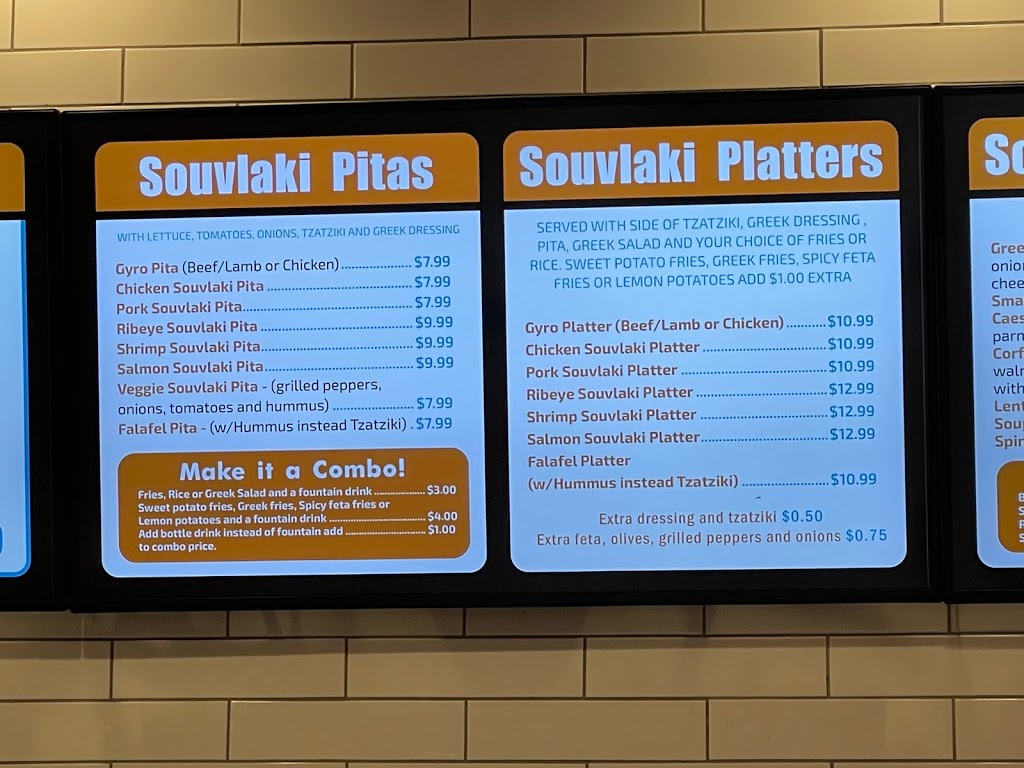 Souvlaki Pitas
WITH LETTUCE, TOMATOES, ONIONS, TZATZIKI AND GREEK DRESSING
Gyro Pita (Beef/Lamb or Chicken)....................$7.99
Chicken Souvlaki Pita ........................................$7.99
Pork Souvlaki Pita...............................................$7.99
Ribeye Souvlaki Pita ..........................................$9.99
Shrimp Souvlaki Pita..........................................$9.99
Salmon Souvlaki Pita.........................................$9.99
Veggie Souvlaki Pita - (grilled peppers,
onions, tomatoes and hummus) ......................$7.99
Falafel Pita - (w/Hummus instead Tzatziki) .$7.99
Make it a Combo!
Fries, Rice or Greek Salad and a fountain drink ................... $3.00
Sweet potato fries, Greek fries, Spicy feta fries or
Lemon potatoes and a fountain drink .................................... $4.00
Add bottle drink instead of fountain add .............................. $1.00
to combo price.
Souvlaki Platters
SERVED WITH SIDE OF TZATZIKI, GREEK DRESSING ,
PITA, GREEK SALAD AND YOUR CHOICE OF FRIES OR
RICE. SWEET POTATO FRIES, GREEK FRIES, SPICY FETA
FRIES OR LEMON POTATOES ADD $1.00 EXTRA
Gyro Platter (Beef/Lamb or Chicken)..........$10.99
Chicken Souvlaki Platter ................................$10.99
Pork Souvlaki Platter .....................................$10.99
Ribeye Souvlaki Platter ..................................$12.99
Shrimp Souvlaki Platter .................................$12.99
Salmon Souvlaki Platter.................................$12.99
Falafel Platter
(w/Hummus instead Tzatziki) ......................$10.99
Extra dressing and tzatziki $0.50
Extra feta, olives, grilled peppers and onions $0.75